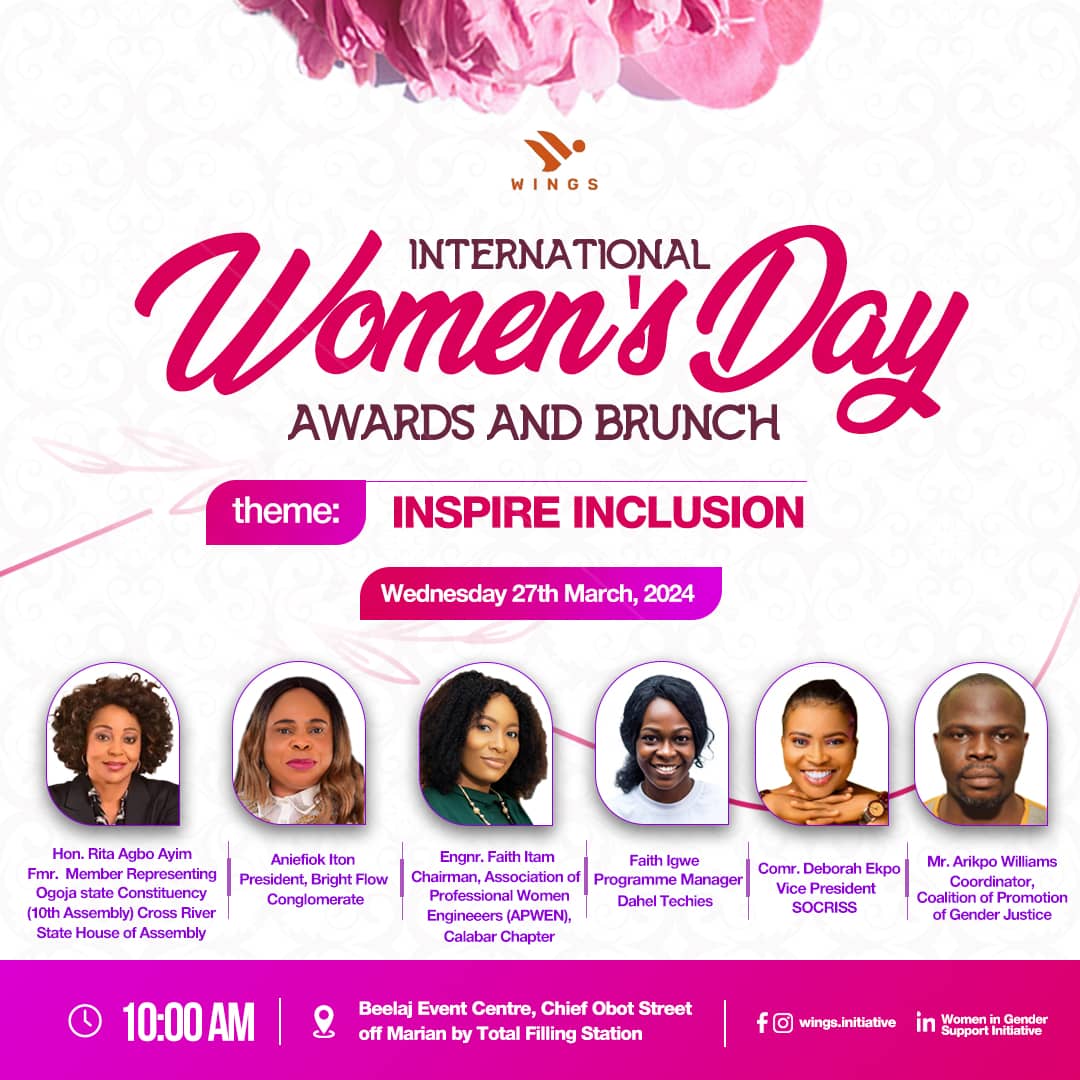 WINGS
INTERNATIONAL
Women's Day
AWARDS AND BRUNCH
theme: INSPIRE INCLUSION
Wednesday 27th March, 2024
Hon. Rita Agbo Ayim
Fmr. Member Representing
Ogoja state Constituency
(10th Assembly) Cross River
State House of Assembly
Aniefiok Iton
President, Bright Flow
Conglomerate
Engnr. Faith Itam
Chairman, Association of
Professional Women
Engineeers (APWEN),
Calabar Chapter
Faith Igwe
Programme Manager
Dahel Techies
Comr. Deborah Ekpo
Vice President
SOCRISS
Mr. Arikpo Williams
Coordinator,
Coalition of Promotion
of Gender Justice
10:00 AM
Beelaj Event Centre, Chief Obot Street
off Marian by Total Filling Station
wings.initiative
in Women in Gender
Support Initiative